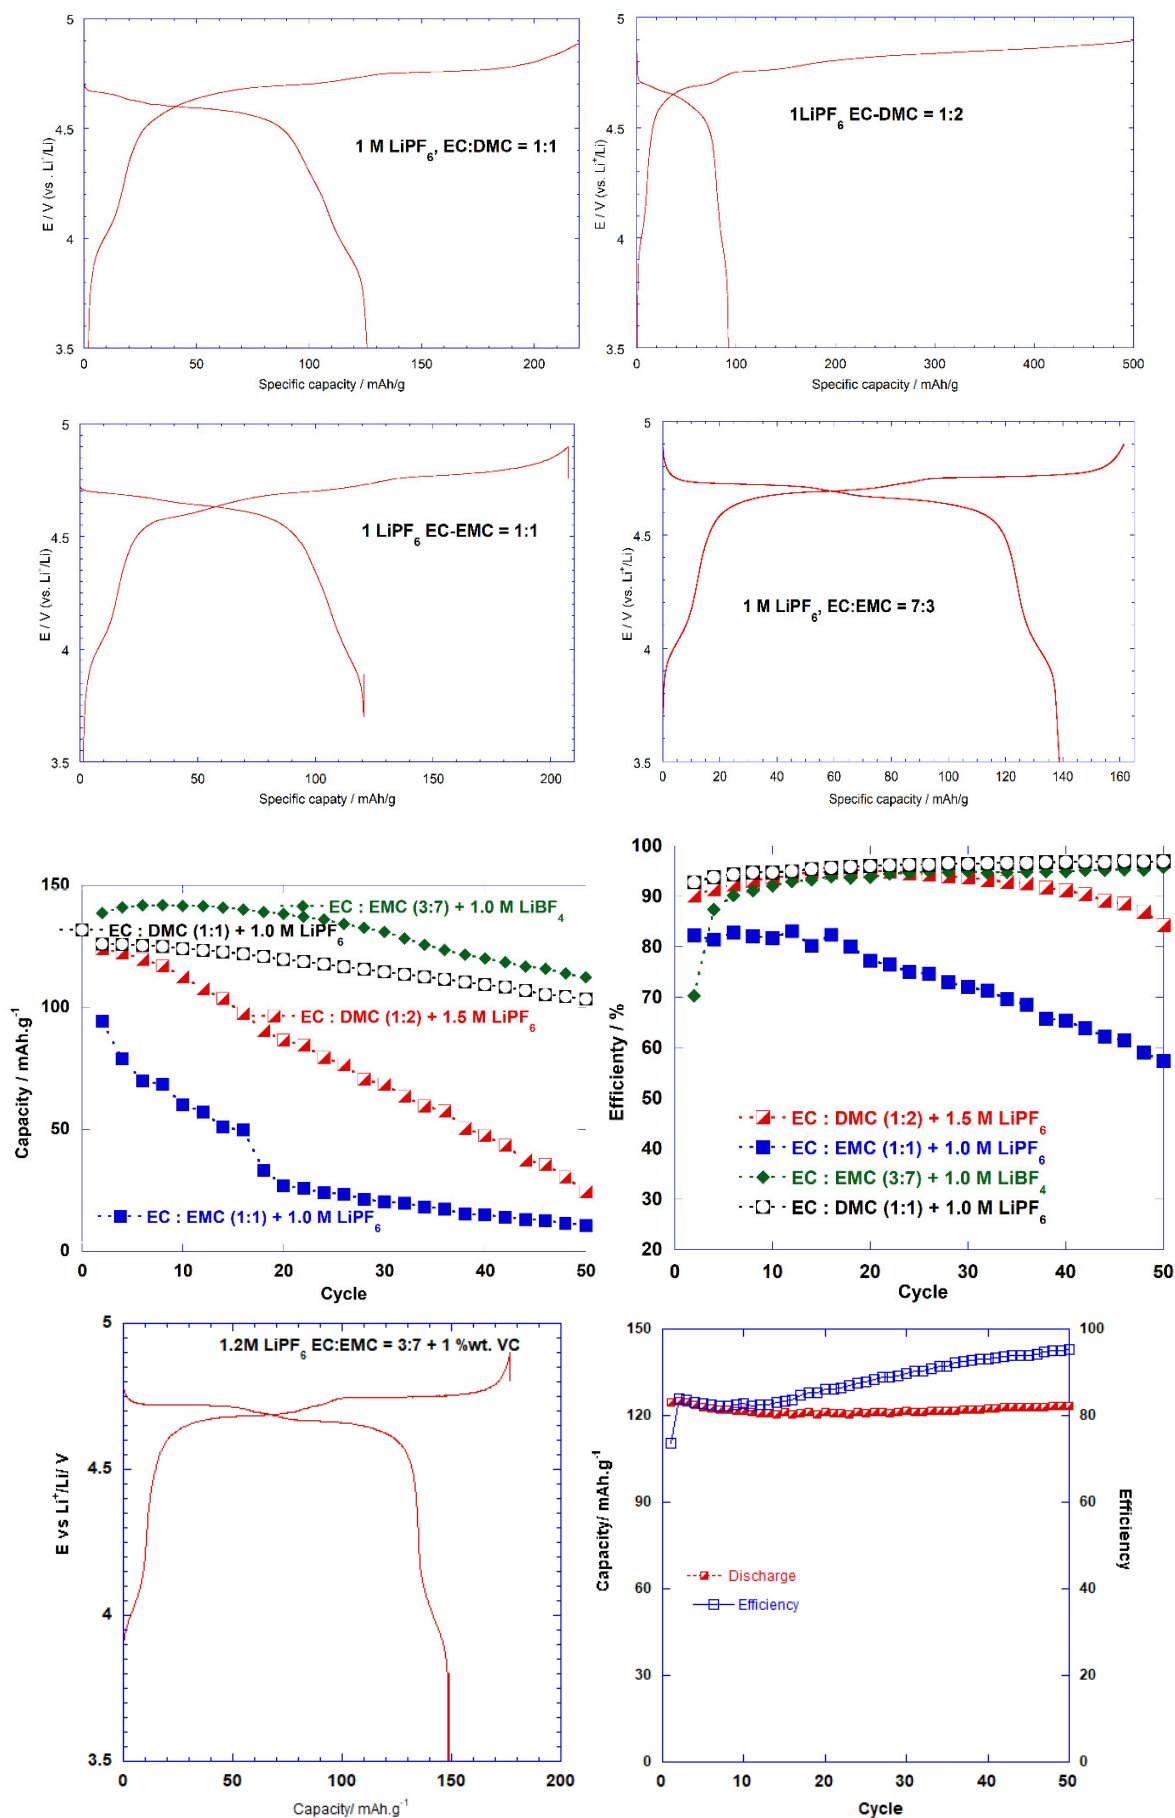 5
4.5
4
3.5
E / V (vs. Li⁺/Li)
1 M LiPF₆, EC:DMC = 1:1
0 50 100 150 200
Specific capacity / mAh/g
5
4.5
4
3.5
E / V (vs. Li⁺/Li)
1LiPF₆ EC-DMC = 1:2
0 100 200 300 400 500
Specific capacity / mAh/g
5
4.5
4
3.5
E / V (vs. Li⁺/Li)
1 LiPF₆ EC-EMC = 1:1
0 50 100 150 200
Specific capaty / mAh/g
5
4.5
4
3.5
E / V (vs. Li⁺/Li)
1 M LiPF₆, EC:EMC = 7:3
0 20 40 60 80 100 120 140 160
Specific capacity / mAh/g
150
100
50
0
Capacity / mAh.g⁻¹
EC : EMC (3:7) + 1.0 M LiBF₄
EC : DMC (1:1) + 1.0 M LiPF₆
EC : DMC (1:2) + 1.5 M LiPF₆
EC : EMC (1:1) + 1.0 M LiPF₆
0 10 20 30 40 50
Cycle
100
90
80
70
60
50
40
30
20
Efficienty / %
EC : DMC (1:2) + 1.5 M LiPF₆
EC : EMC (1:1) + 1.0 M LiPF₆
EC : EMC (3:7) + 1.0 M LiBF₄
EC : DMC (1:1) + 1.0 M LiPF₆
0 10 20 30 40 50
Cycle
5
4.5
4
3.5
E vs Li⁺/Li/ V
1.2M LiPF₆ EC:EMC = 3:7 + 1 %wt. VC
0 50 100 150 200
Capacity/ mAh.g⁻¹
150
120
90
60
30
0
Capacity/ mAh.g⁻¹
Discharge
Efficiency
100
80
60
40
20
0
Efficiency
0 10 20 30 40 50
Cycle